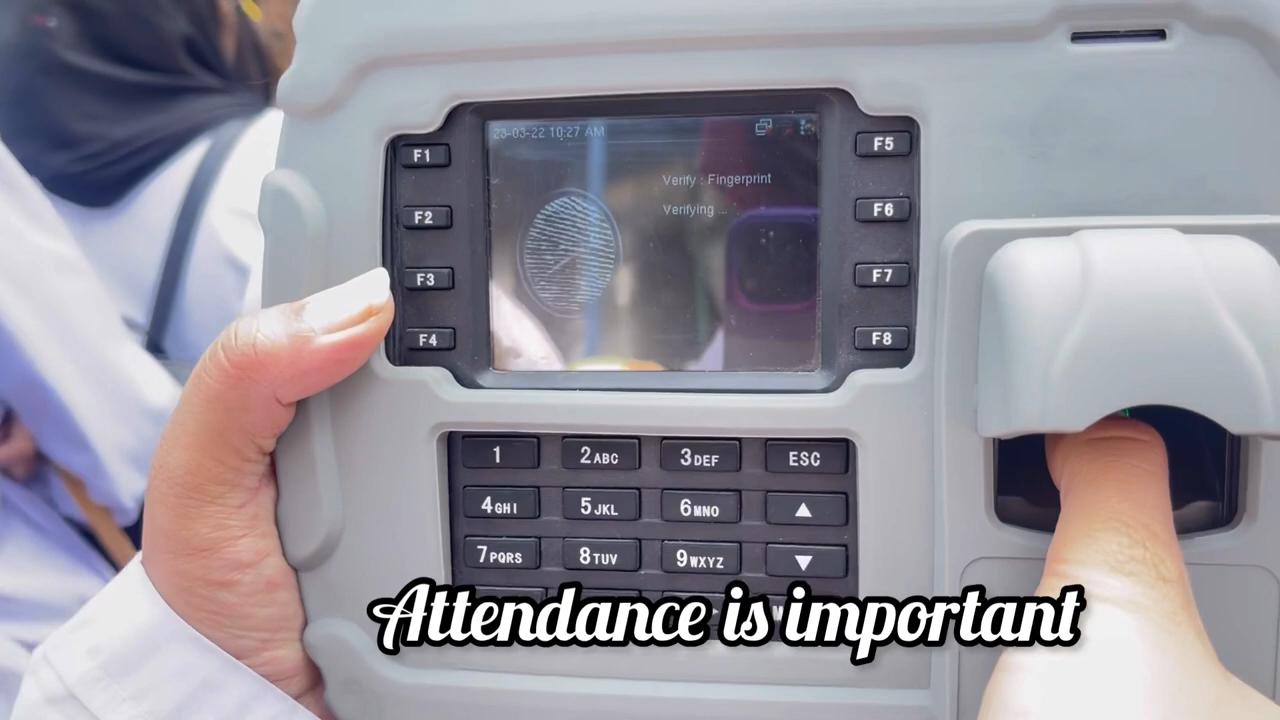 23-03-22 10:27 AM
Verify : Fingerprint
Verifying ...
F1
F2
F3
F4
F5
F6
F7
F8
1 2ABC 3DEF ESC
4GHI 5JKL 6MNO ▲
7PQRS 8TUV 9WXYZ ▼
Attendance is important